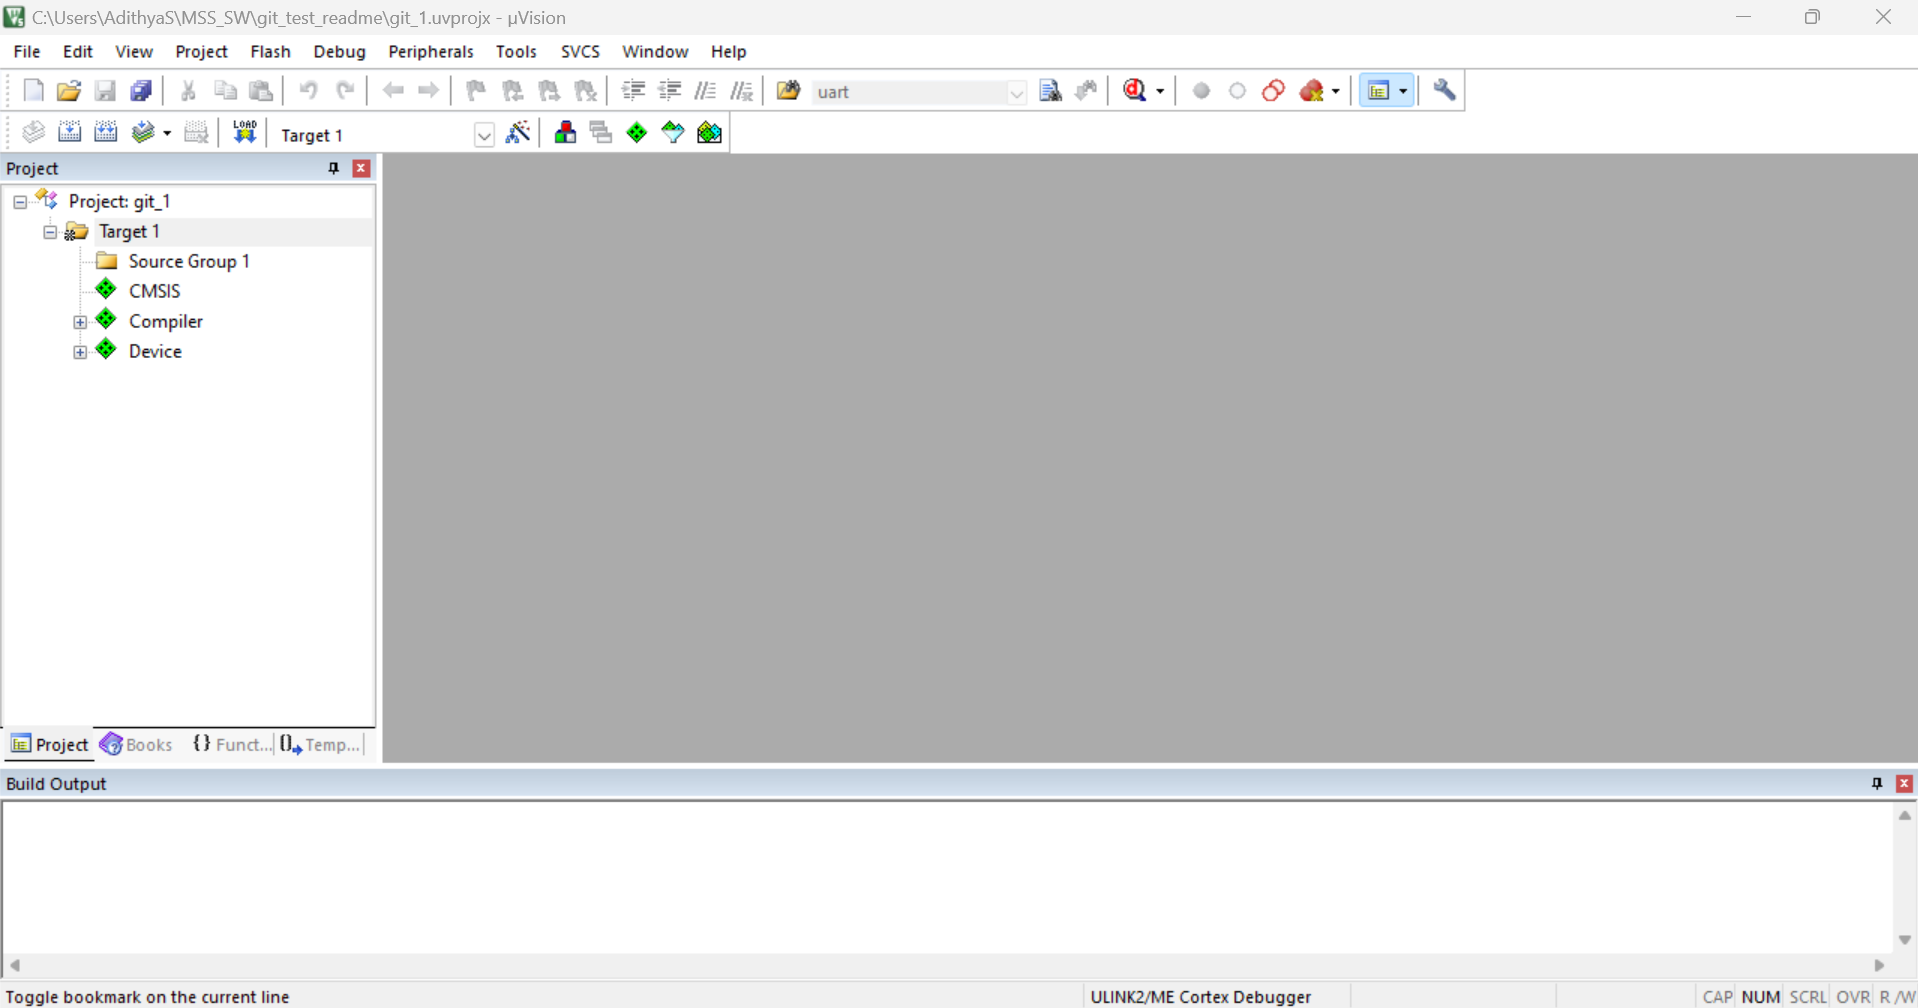 C:\Users\AdithyaS\MSS_SW\git_test_readme\git_1.uvprojx - µVision
File Edit View Project Flash Debug Peripherals Tools SVCS Window Help
uart
LOAD Target 1
Project
Project: git_1
Target 1
Source Group 1
CMSIS
Compiler
Device
Project Books {} Funct... 0 Temp...
Build Output
Toggle bookmark on the current line ULINK2/ME Cortex Debugger CAP NUM SCRL OVR R /W